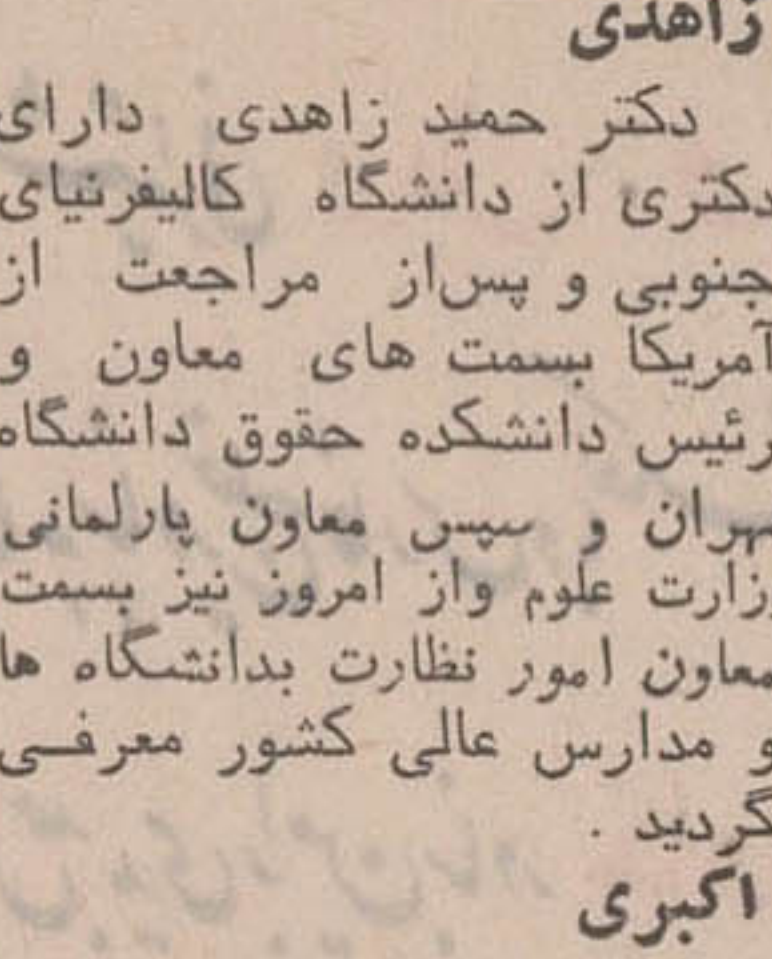 زاهدی
دکتر حمید زاهدی دارای
دکتری از دانشگاه کالیفرنیای
جنوبی و پس‌از مراجعت از
آمریکا بسمت های معاون و
رئیس دانشکده حقوق دانشگاه
تهران و سپس معاون پارلمانی
وزارت علوم واز امروز نیز بسمت
معاون امور نظارت بدانشگاه ها
و مدارس عالی کشور معرفــی
گردید .
اکبری